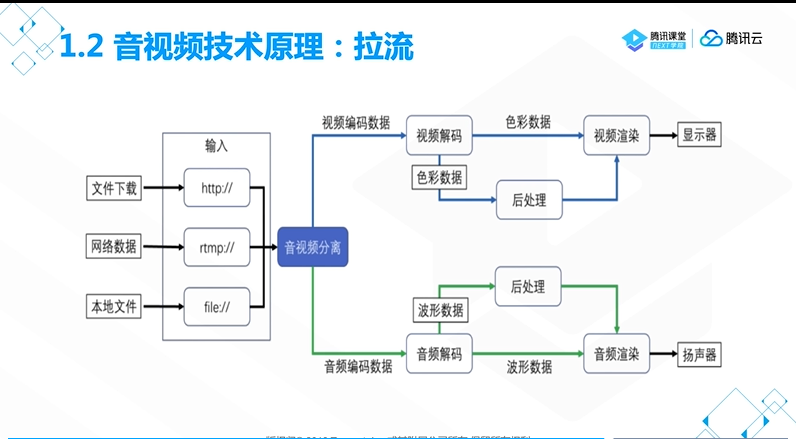 1.2 音视频技术原理：拉流
腾讯课堂
NEXT学院
腾讯云
输入
文件下载
http://
网络数据
rtmp://
本地文件
file://
音视频分离
视频编码数据
视频解码
色彩数据
视频渲染
显示器
色彩数据
后处理
后处理
波形数据
音频编码数据
音频解码
波形数据
音频渲染
扬声器